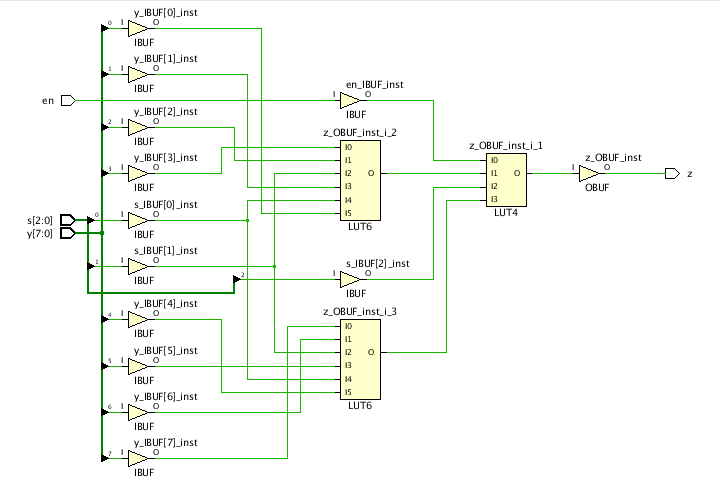 y_IBUF[0]_inst
0 I O
IBUF
y_IBUF[1]_inst
1 I O
IBUF
en_IBUF_inst
en I O
IBUF
y_IBUF[2]_inst
2 I O
IBUF
z_OBUF_inst_i_2
I0
I1
I2 O
I3
I4
I5
LUT6
z_OBUF_inst_i_1
I0
I1 O
I2
I3
LUT4
z_OBUF_inst
I O z
OBUF
y_IBUF[3]_inst
3 I O
IBUF
s_IBUF[0]_inst
s[2:0] 0 I O
y[7:0]
IBUF
s_IBUF[1]_inst
1 I O
IBUF
s_IBUF[2]_inst
2 I O
IBUF
y_IBUF[4]_inst
4 I O
IBUF
z_OBUF_inst_i_3
I0
I1
I2 O
I3
I4
I5
LUT6
y_IBUF[5]_inst
5 I O
IBUF
y_IBUF[6]_inst
6 I O
IBUF
y_IBUF[7]_inst
7 I O
IBUF